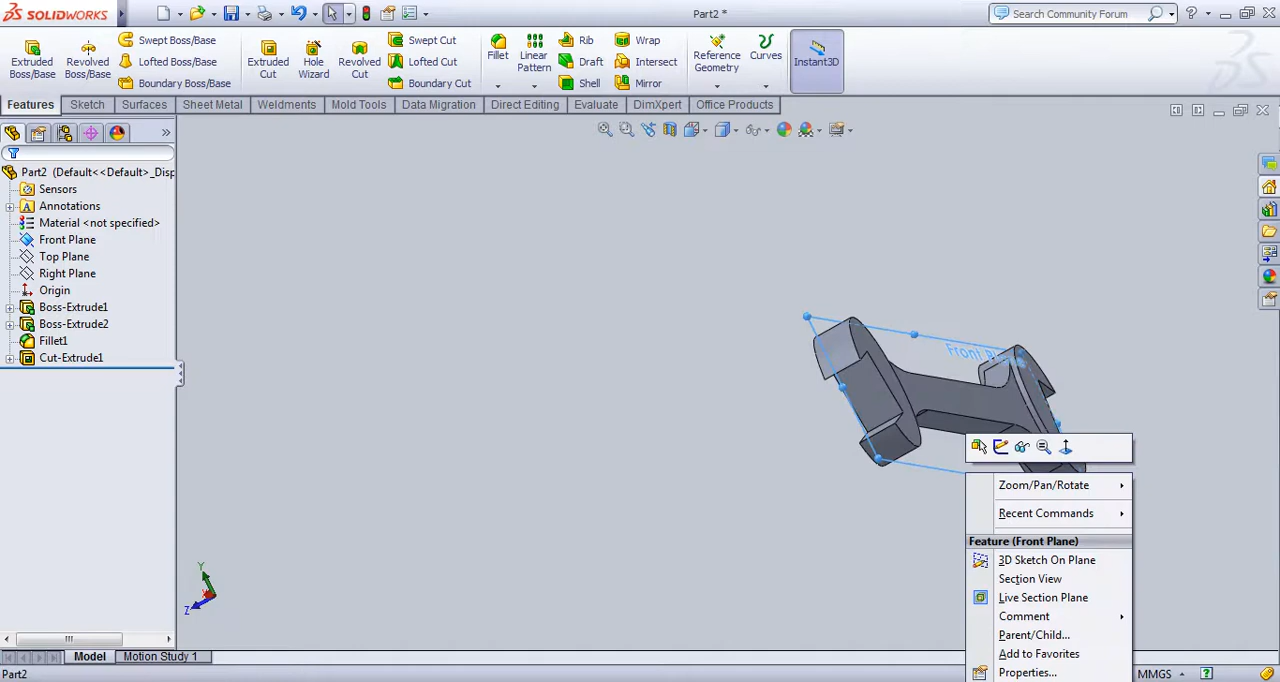 SOLIDWORKS
Part2 *
Search Community Forum
Extruded Boss/Base
Revolved Boss/Base
Swept Boss/Base
Lofted Boss/Base
Boundary Boss/Base
Extruded Cut
Hole Wizard
Revolved Cut
Swept Cut
Lofted Cut
Boundary Cut
Fillet
Linear Pattern
Rib
Draft
Shell
Wrap
Intersect
Mirror
Reference Geometry
Curves
Instant3D
Features Sketch Surfaces Sheet Metal Weldments Mold Tools Data Migration Direct Editing Evaluate DimXpert Office Products
Part2 (Default<<Default>_Disp
Sensors
Annotations
Material <not specified>
Front Plane
Top Plane
Right Plane
Origin
Boss-Extrude1
Boss-Extrude2
Fillet1
Cut-Extrude1
Y
Z
Zoom/Pan/Rotate
Recent Commands
Feature (Front Plane)
3D Sketch On Plane
Section View
Live Section Plane
Comment
Parent/Child...
Add to Favorites
Properties...
Model Motion Study 1
Part2
MMGS